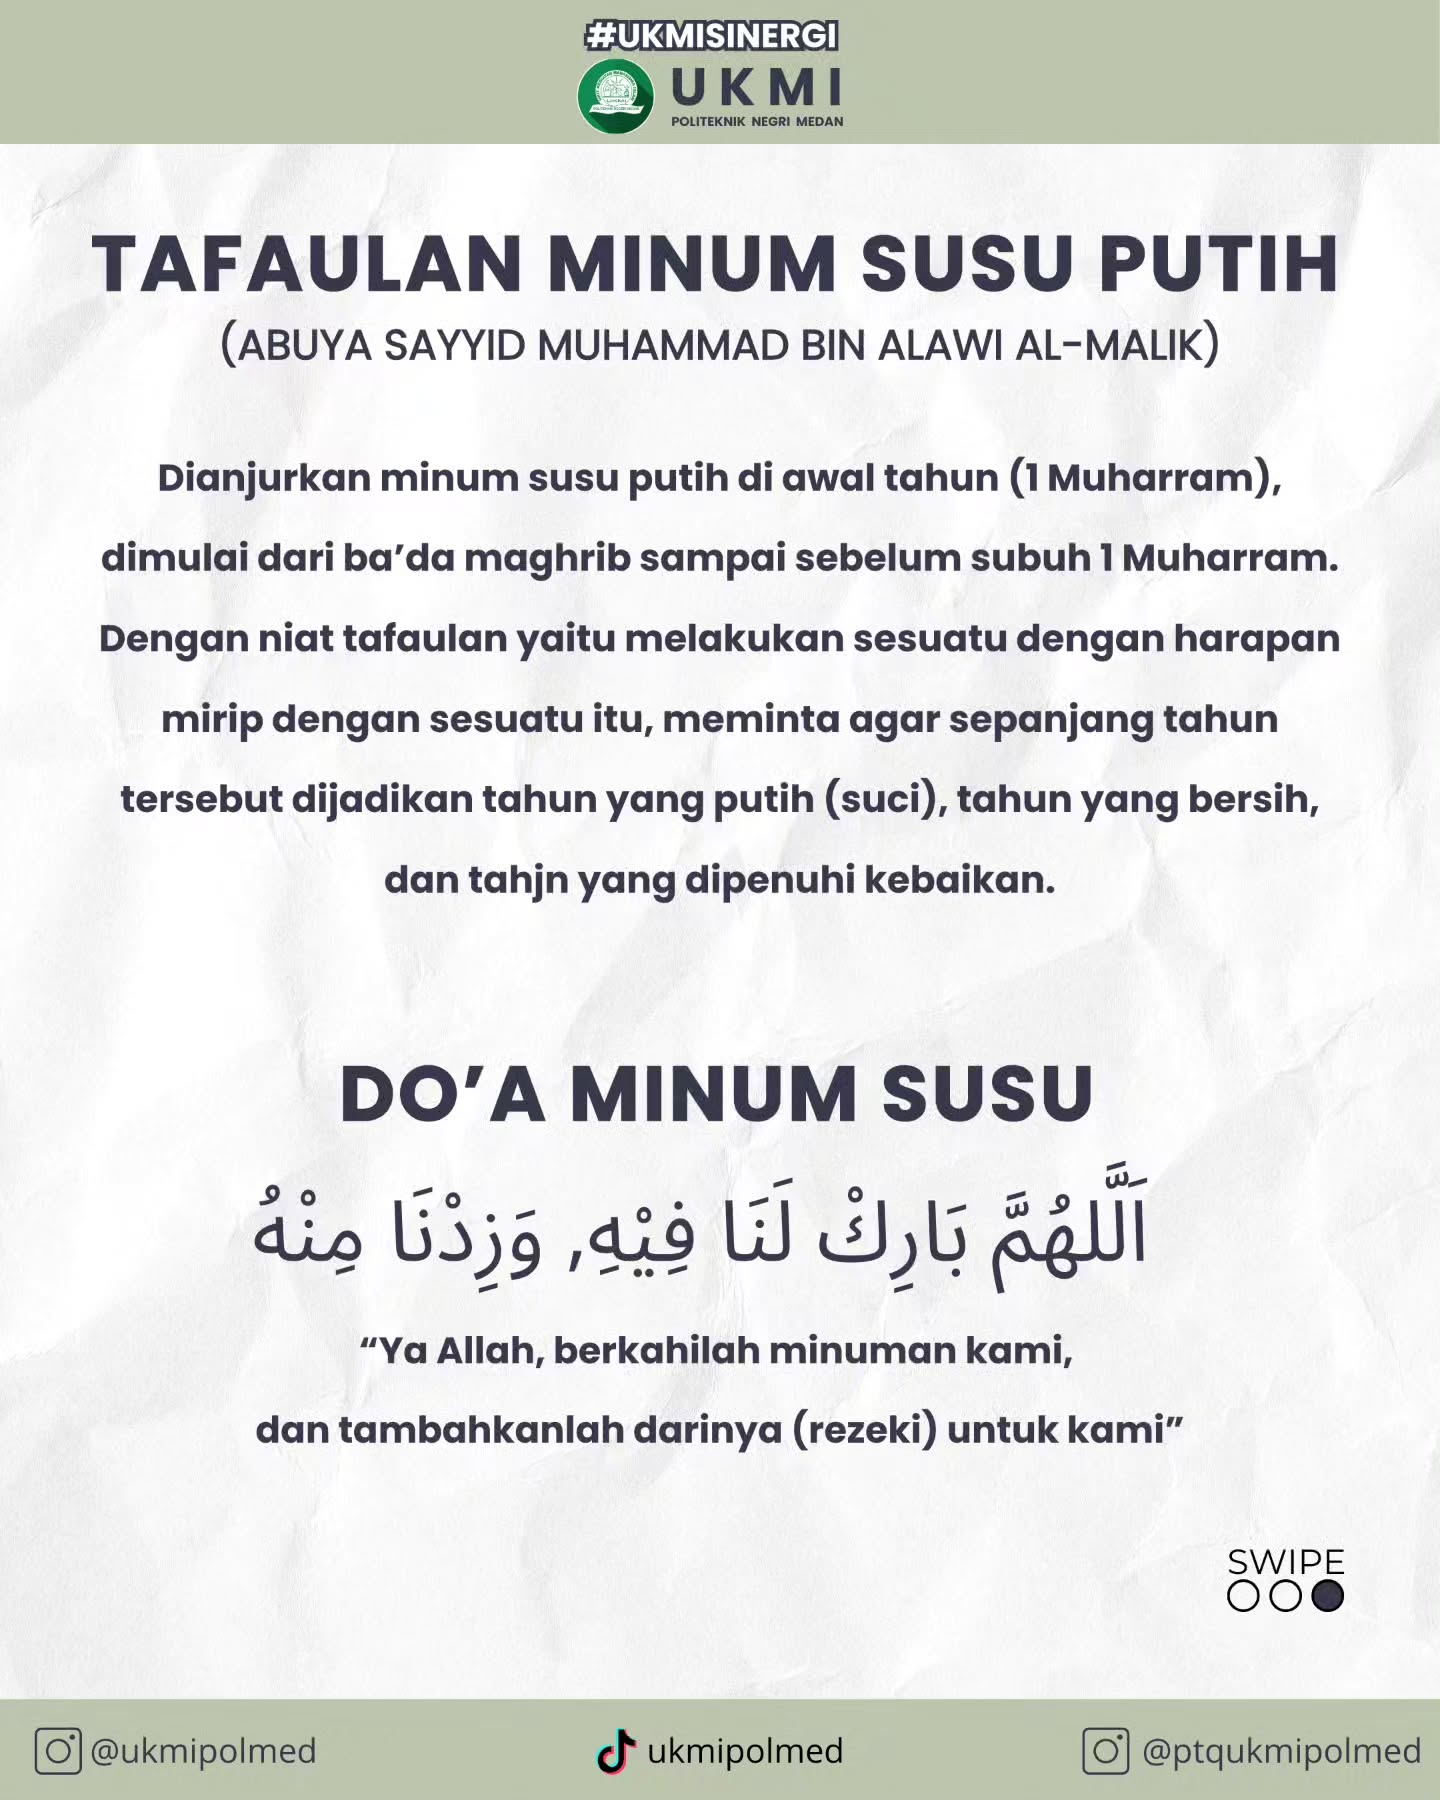 #UKMISINERGI
UKMI
POLITEKNIK NEGRI MEDAN
TAFAULAN MINUM SUSU PUTIH
(ABUYA SAYYID MUHAMMAD BIN ALAWI AL-MALIK)
Dianjurkan minum susu putih di awal tahun (1 Muharram),
dimulai dari ba’da maghrib sampai sebelum subuh 1 Muharram.
Dengan niat tafaulan yaitu melakukan sesuatu dengan harapan
mirip dengan sesuatu itu, meminta agar sepanjang tahun
tersebut dijadikan tahun yang putih (suci), tahun yang bersih,
dan tahjn yang dipenuhi kebaikan.
DO’A MINUM SUSU
اَللَّهُمَّ بَارِكْ لَنَا فِيْهِ, وَزِدْنَا مِنْهُ
“Ya Allah, berkahilah minuman kami,
dan tambahkanlah darinya (rezeki) untuk kami”
SWIPE
@ukmipolmed
ukmipolmed
@ptqukmipolmed